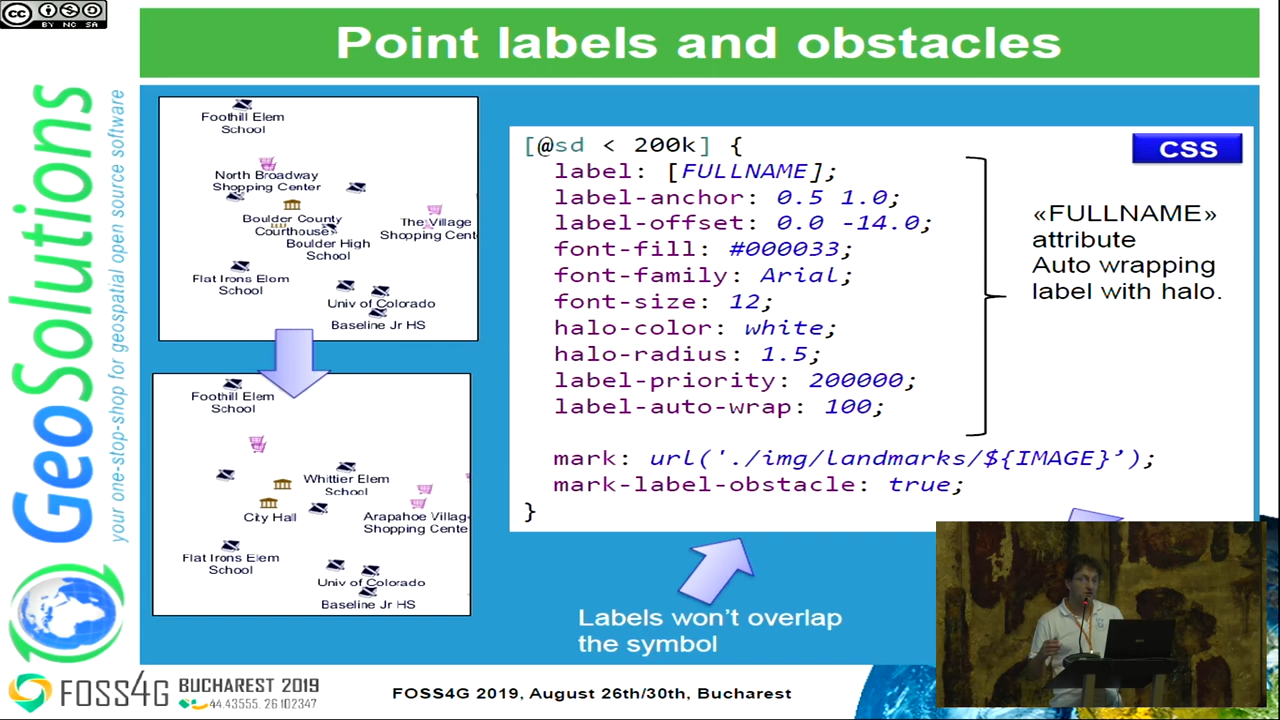 BY NC SA
GeoSolutions
your one-stop-shop for geospatial open source software
Point labels and obstacles
Foothill Elem
School
North Broadway
Shopping Center
Boulder County
Courthouse
Boulder High
School
The Village
Shopping Cent
Flat Irons Elem
School
Univ of Colorado
Baseline Jr HS
Foothill Elem
School
Whittier Elem
School
City Hall
Arapahoe Villag
Shopping Cente
Flat Irons Elem
School
Univ of Colorado
Baseline Jr HS
CSS
[@sd < 200k] {
label: [FULLNAME];
label-anchor: 0.5 1.0;
label-offset: 0.0 -14.0;
font-fill: #000033;
font-family: Arial;
font-size: 12;
halo-color: white;
halo-radius: 1.5;
label-priority: 200000;
label-auto-wrap: 100;
mark: url('./img/landmarks/${IMAGE}’);
mark-label-obstacle: true;
}
«FULLNAME»
attribute
Auto wrapping
label with halo.
Labels won’t overlap
the symbol
FOSS4G BUCHAREST 2019
44.43555, 26.102347
FOSS4G 2019, August 26th/30th, Bucharest